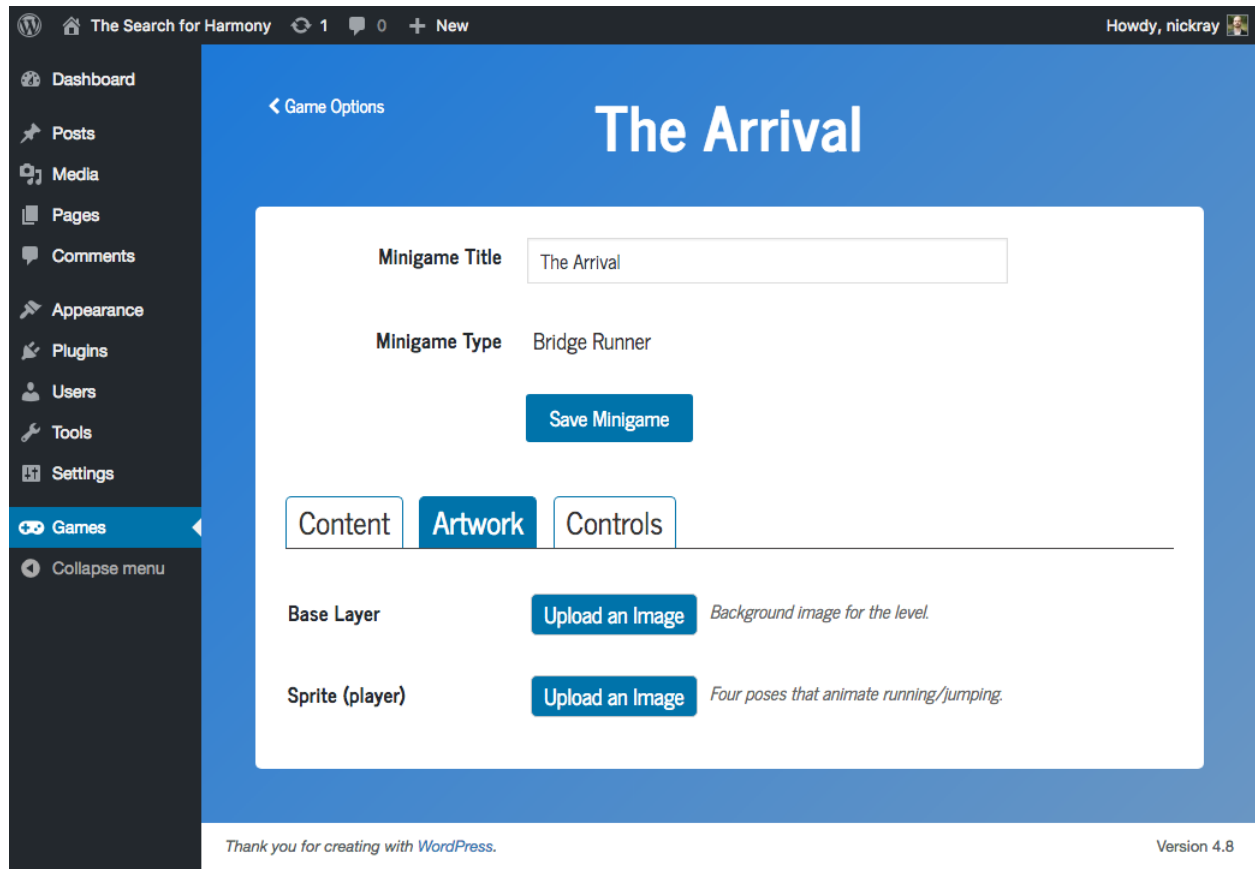 The Search for Harmony 1 0 New Howdy, nickray
Dashboard
Posts
Media
Pages
Comments
Appearance
Plugins
Users
Tools
Settings
Games
Collapse menu
Game Options
The Arrival
Minigame Title The Arrival
Minigame Type Bridge Runner
Save Minigame
Content Artwork Controls
Base Layer Upload an Image Background image for the level.
Sprite (player) Upload an Image Four poses that animate running/jumping.
Thank you for creating with WordPress. Version 4.8